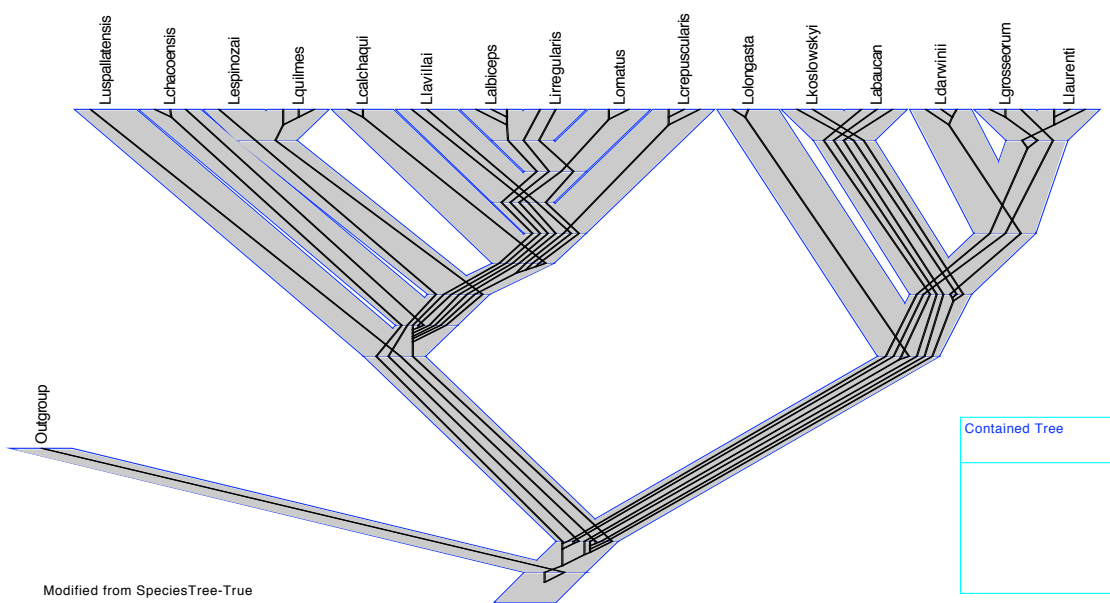 Luspallatensis
Lchacoensis
Lespinozai
Lquilmes
Lcalchaqui
Llavillai
Lalbiceps
Lirregularis
Lornatus
Lcrepuscularis
Lolongasta
Lkoslowskyi
Labaucan
Ldarwinii
Lgrosseorum
Llaurenti
Outgroup
Contained Tree
Modified from SpeciesTree-True